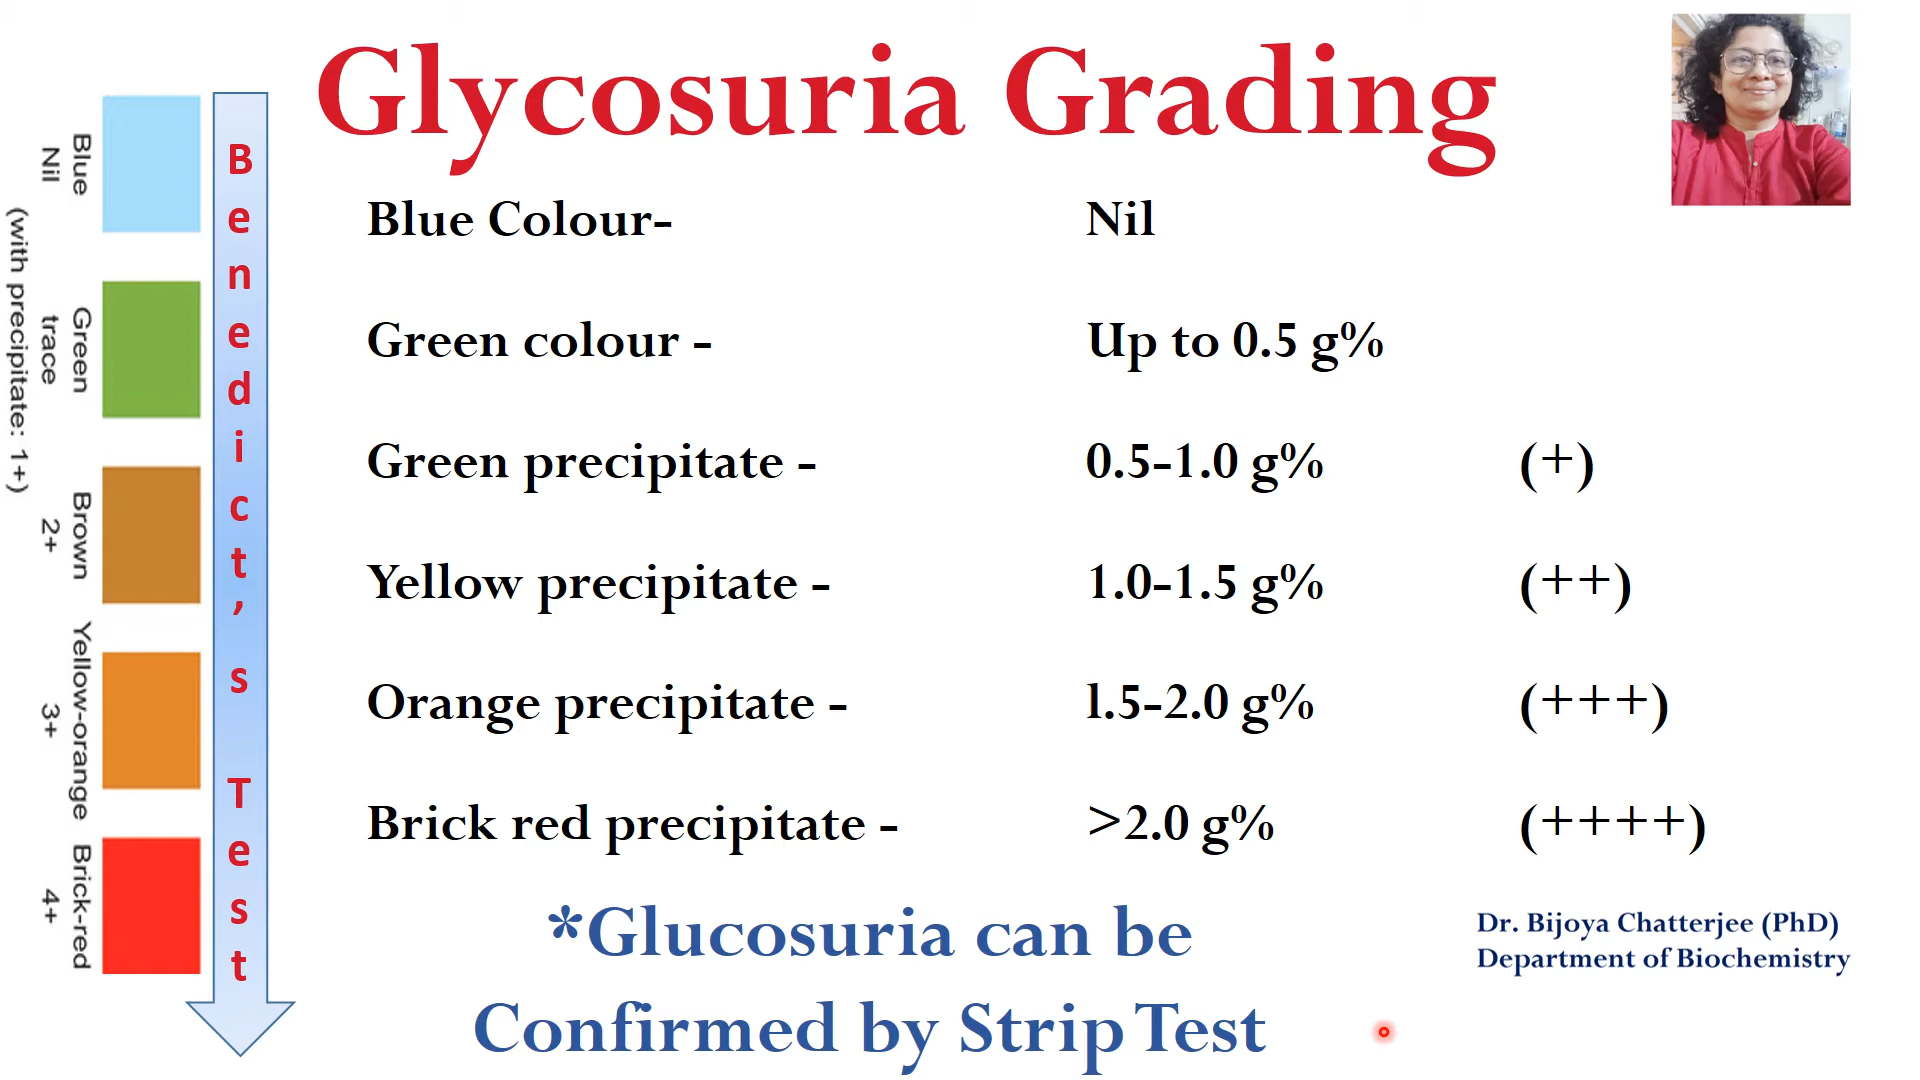 Glycosuria Grading
Blue Colour- Nil
Green colour - Up to 0.5 g%
Green precipitate - 0.5-1.0 g% (+)
Yellow precipitate - 1.0-1.5 g% (++)
Orange precipitate - l.5-2.0 g% (+++)
Brick red precipitate - >2.0 g% (++++)
*Glucosuria can be
Confirmed by Strip Test
Dr. Bijoya Chatterjee (PhD)
Department of Biochemistry
Benedict's Test
Blue
Nil
Green
trace
(with precipitate: 1+)
Brown
2+
Yellow-orange
3+
Brick-red
4+